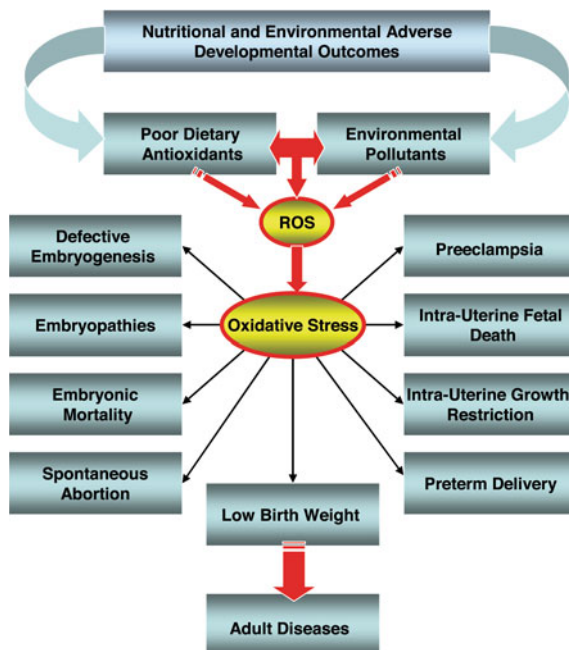 Nutritional and Environmental Adverse
Developmental Outcomes
Poor Dietary
Antioxidants
Environmental
Pollutants
ROS
Defective
Embryogenesis
Preeclampsia
Embryopathies
Oxidative Stress
Intra-Uterine Fetal
Death
Embryonic
Mortality
Intra-Uterine Growth
Restriction
Spontaneous
Abortion
Preterm Delivery
Low Birth Weight
Adult Diseases